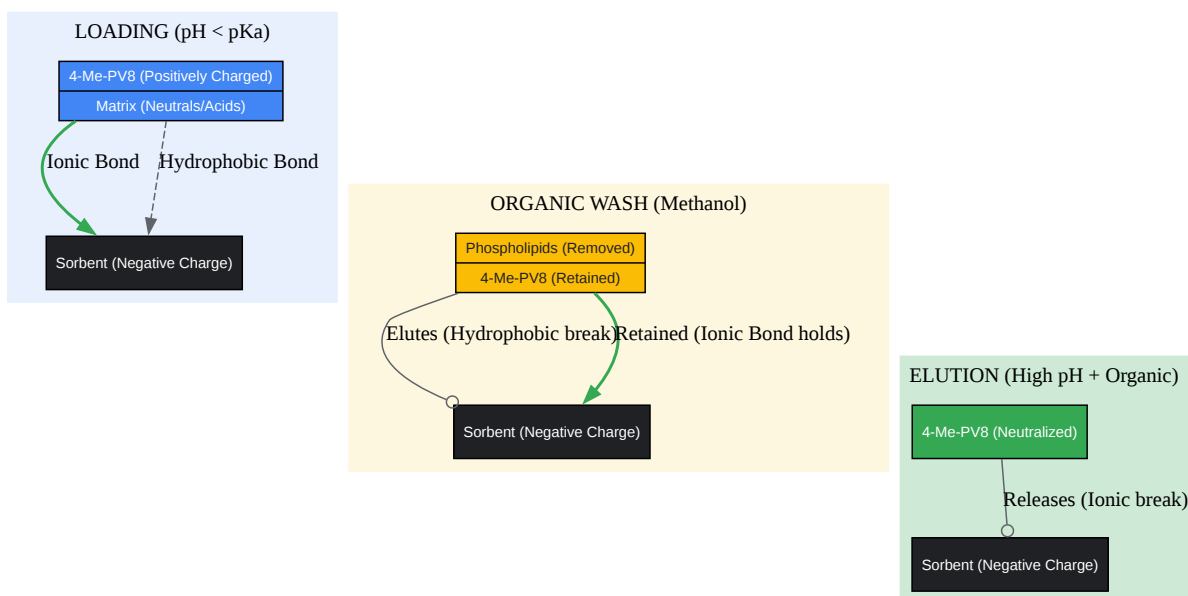 LOADING (pH < pKa)
4-Me-PV8 (Positively Charged)
Matrix (Neutrals/Acids)
Ionic Bond
Hydrophobic Bond
Sorbent (Negative Charge)
ORGANIC WASH (Methanol)
Phospholipids (Removed)
4-Me-PV8 (Retained)
Elutes (Hydrophobic break)
Retained (Ionic Bond holds)
Sorbent (Negative Charge)
ELUTION (High pH + Organic)
4-Me-PV8 (Neutralized)
Releases (Ionic break)
Sorbent (Negative Charge)